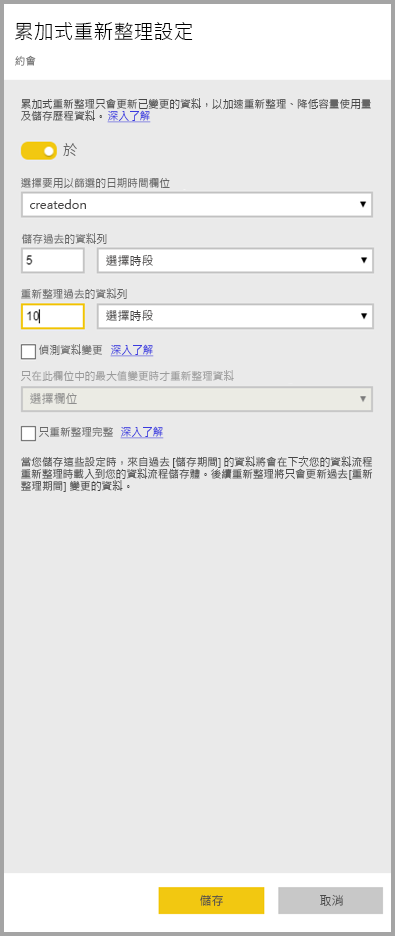 累加式重新整理設定
約會
累加式重新整理只會更新已變更的資料，以加速重新整理、降低容量使用量
及儲存歷程資料。深入了解
於
選擇要用以篩選的日期時間欄位
createdon
儲存過去的資料列
5 選擇時段
重新整理過去的資料列
10 選擇時段
偵測資料變更 深入了解
只在此欄位中的最大值變更時才重新整理資料
選擇欄位
只重新整理完整 深入了解
當您儲存這些設定時，來自過去 [儲存期間] 的資料將會在下次您的資料流程
重新整理時載入到您的資料流程儲存體。後續重新整理將只會更新過去[重新
整理期間] 變更的資料。
儲存 取消